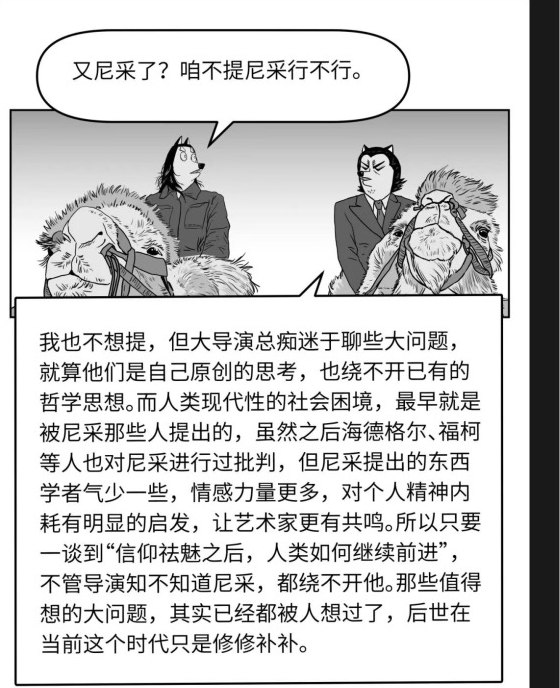 又尼采了？咱不提尼采行不行。
我也不想提，但大导演总痴迷于聊些大问题，
就算他们是自己原创的思考，也绕不开已有的
哲学思想。而人类现代性的社会困境，最早就是
被尼采那些人提出的，虽然之后海德格尔、福柯
等人也对尼采进行过批判，但尼采提出的东西
学者气少一些，情感力量更多，对个人精神内
耗有明显的启发，让艺术家更有共鸣。所以只要
一谈到“信仰祛魅之后，人类如何继续前进”，
不管导演知不知道尼采，都绕不开他。那些值得
想的大问题，其实已经都被人想过了，后世在
当前这个时代只是修修补补。